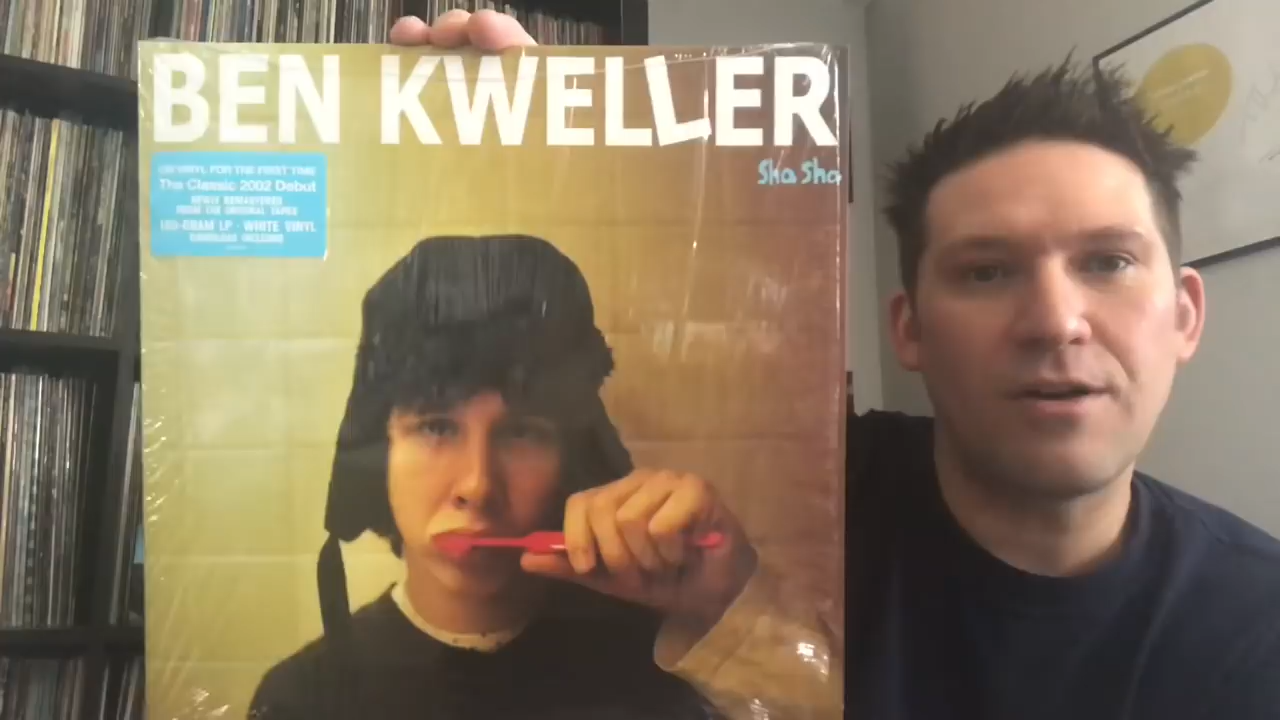 BEN KWELLER
Sha Sha
ON VINYL FOR THE FIRST TIME
The Classic 2002 Debut
NEWLY REMASTERED
FROM THE ORIGINAL TAPES
180-GRAM LP · WHITE VINYL
DOWNLOAD INCLUDED